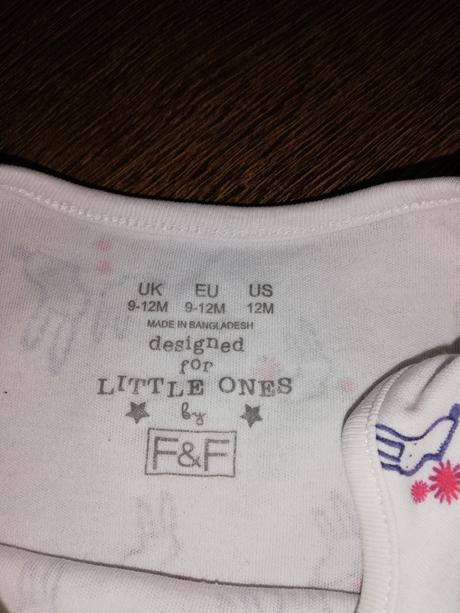 UK EU US
9-12M 9-12M 12M
MADE IN BANGLADESH
designed
for
LITTLE ONES
by
F&F